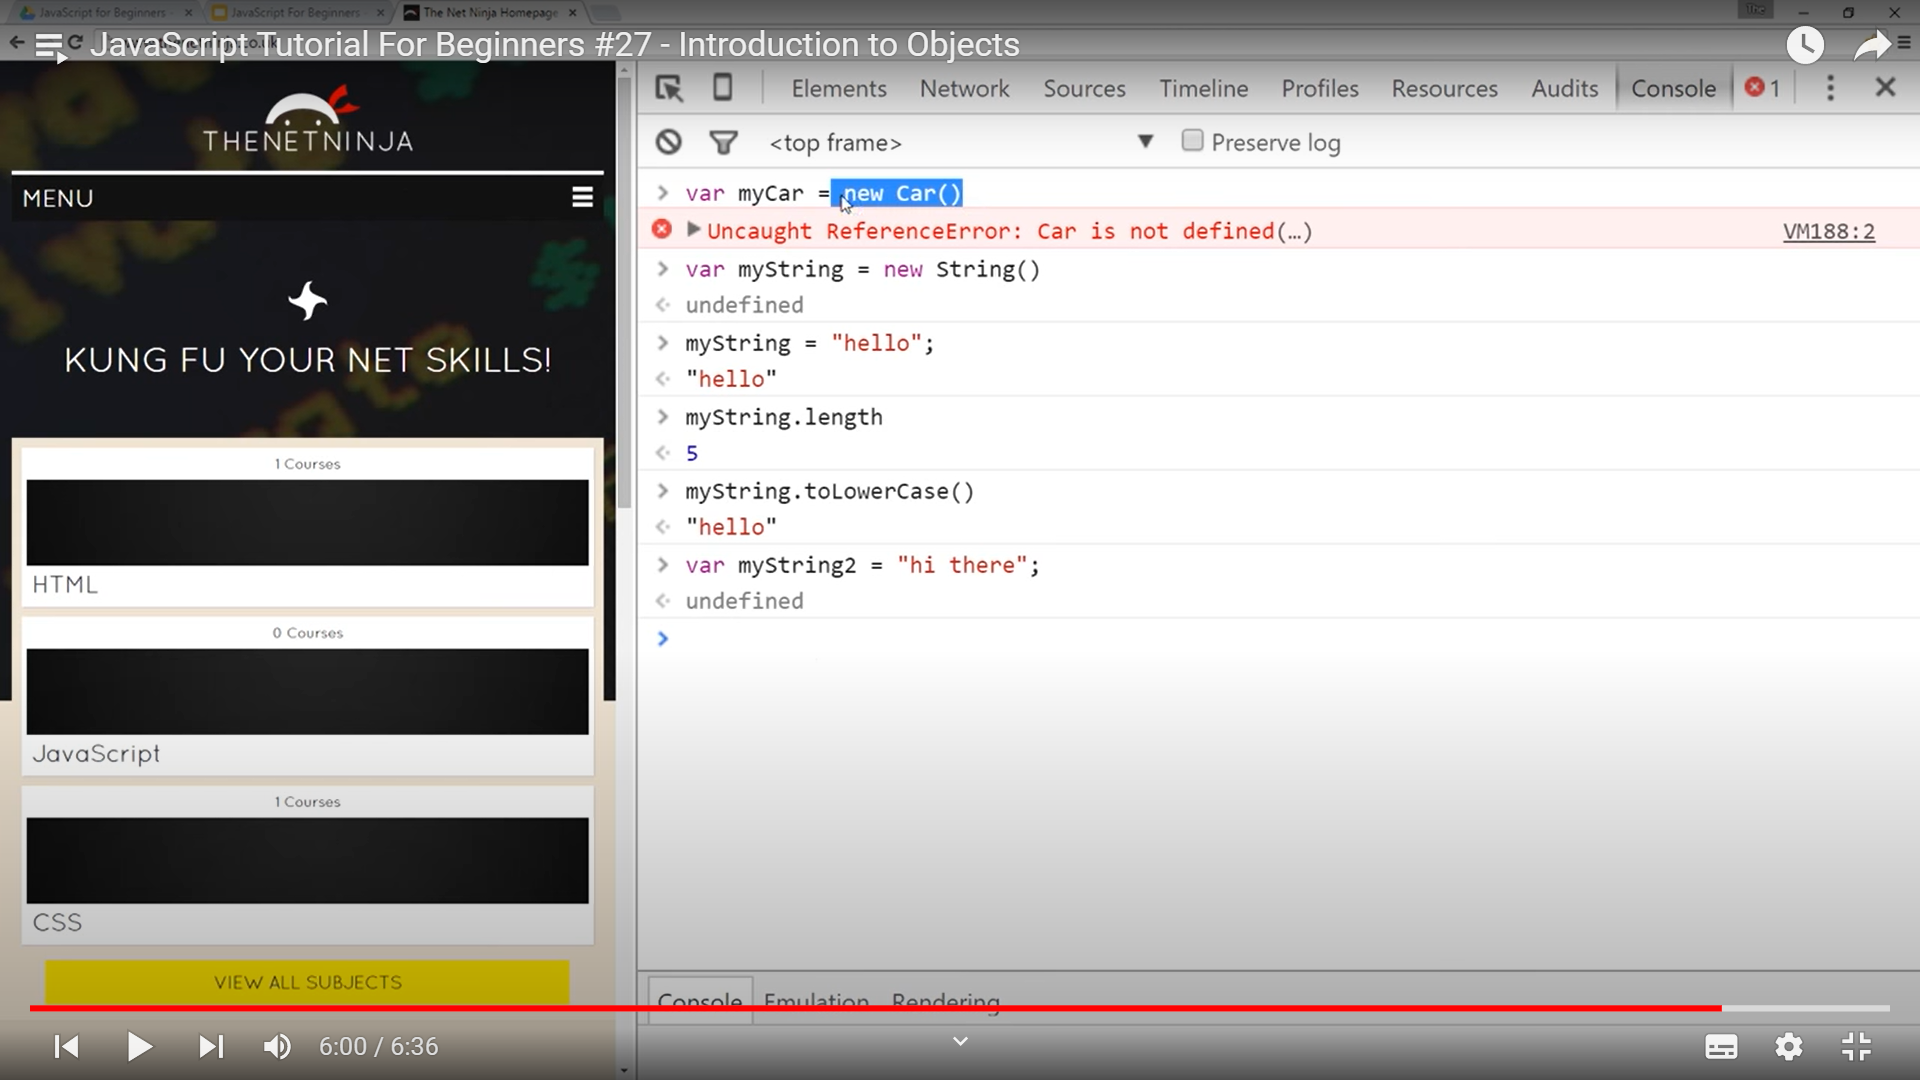 JavaScript for Beginners -
JavaScript For Beginners
The Net Ninja Homepage
JavaScript Tutorial For Beginners #27 - Introduction to Objects
THENETNINJA
MENU
KUNG FU YOUR NET SKILLS!
1 Courses
HTML
0 Courses
JavaScript
1 Courses
CSS
VIEW ALL SUBJECTS
Elements Network Sources Timeline Profiles Resources Audits Console 1
<top frame> Preserve log
> var myCar = new Car()
Uncaught ReferenceError: Car is not defined(…) VM188:2
> var myString = new String()
undefined
> myString = "hello";
"hello"
> myString.length
5
> myString.toLowerCase()
"hello"
> var myString2 = "hi there";
undefined
>
Console Emulation Rendering
6:00 / 6:36